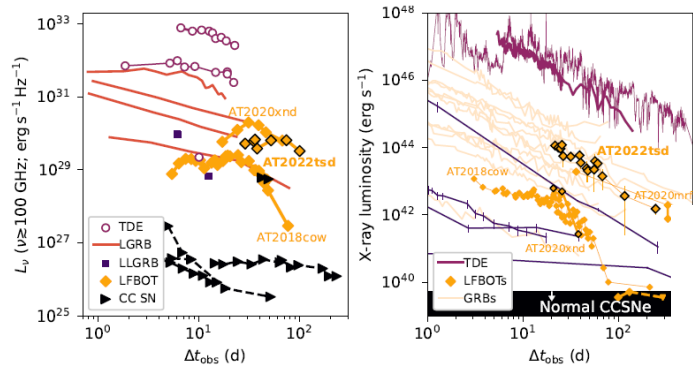 10^33
10^31
10^29
10^27
10^25
L_ν (ν≳100 GHz; erg s^−1 Hz^−1)
AT2020xnd
AT2022tsd
AT2018cow
TDE
LGRB
LLGRB
LFBOT
CC SN
10^0
10^1
10^2
Δt_obs (d)
10^48
10^46
10^44
10^42
10^40
X-ray luminosity (erg s^−1)
AT2022tsd
AT2018cow
AT2020mrf
AT2020xnd
TDE
LFBOTs
GRBs
Normal CCSNe
10^0
10^1
10^2
Δt_obs (d)